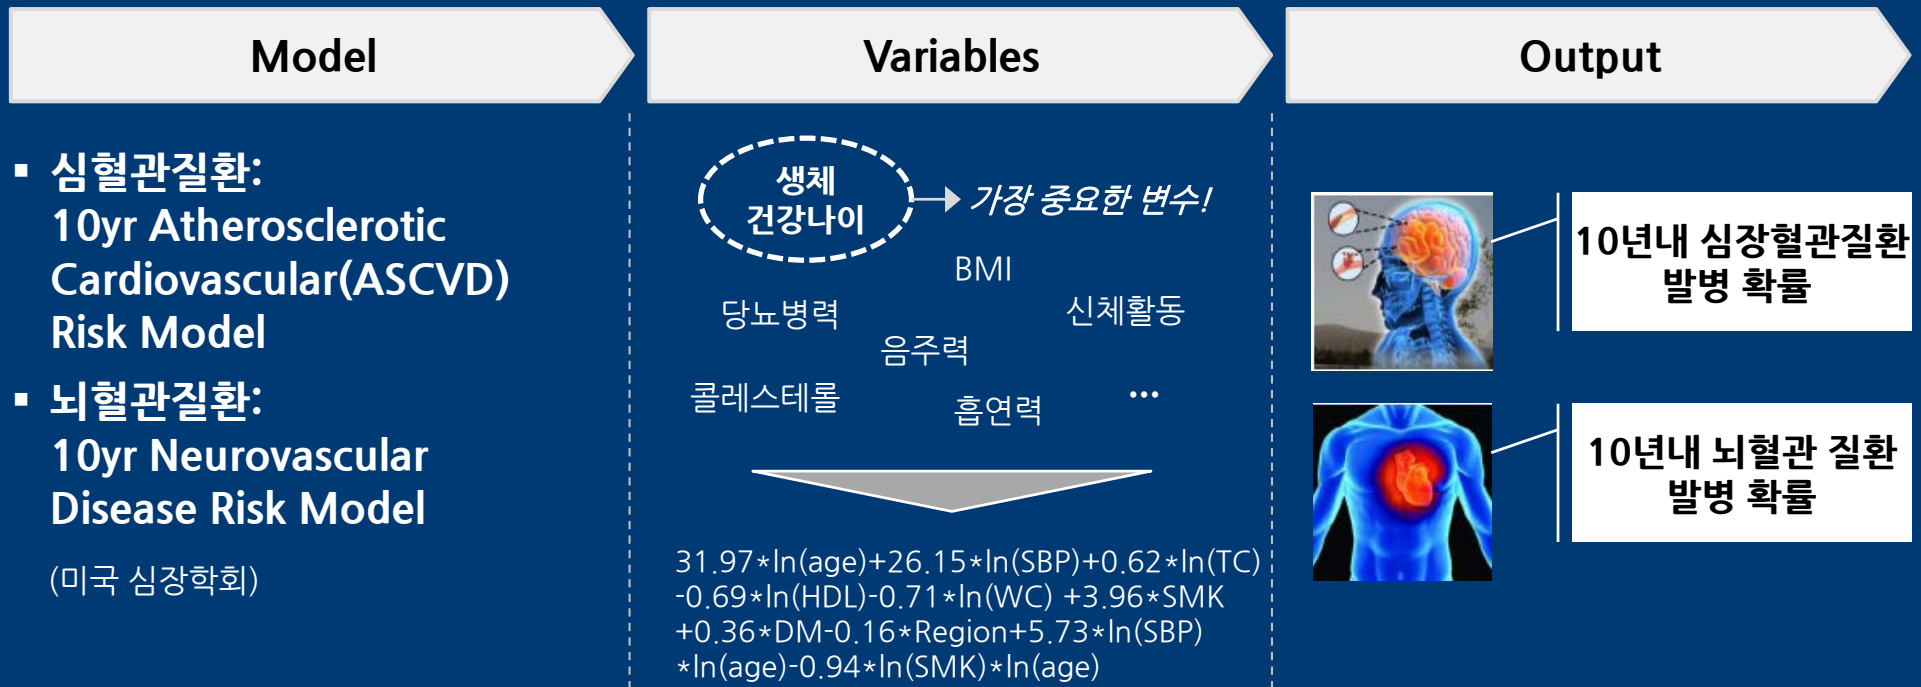 Model
Variables
Output
▪ 심혈관질환:
10yr Atherosclerotic
Cardiovascular(ASCVD)
Risk Model
▪ 뇌혈관질환:
10yr Neurovascular
Disease Risk Model
(미국 심장학회)
생체
건강나이
가장 중요한 변수!
BMI
당뇨병력
신체활동
음주력
콜레스테롤
흡연력
...
31.97*ln(age)+26.15*ln(SBP)+0.62*ln(TC)
-0.69*ln(HDL)-0.71*ln(WC) +3.96*SMK
+0.36*DM-0.16*Region+5.73*ln(SBP)
*ln(age)-0.94*ln(SMK)*ln(age)
10년내 심장혈관질환
발병 확률
10년내 뇌혈관 질환
발병 확률